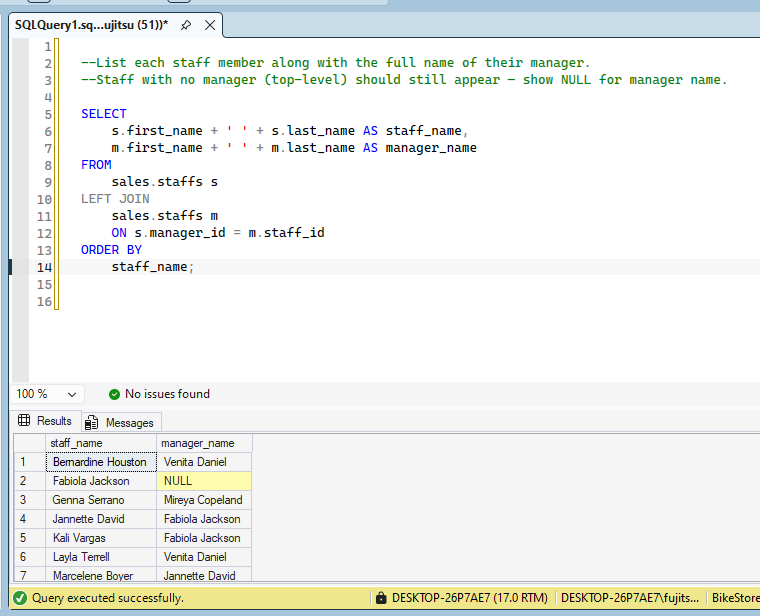 SQLQuery1.sq...ujitsu (51))*
1
2 --List each staff member along with the full name of their manager.
3 --Staff with no manager (top-level) should still appear — show NULL for manager name.
4
5 SELECT
6 s.first_name + ' ' + s.last_name AS staff_name,
7 m.first_name + ' ' + m.last_name AS manager_name
8 FROM
9 sales.staffs s
10 LEFT JOIN
11 sales.staffs m
12 ON s.manager_id = m.staff_id
13 ORDER BY
14 staff_name;
15
16
100 % No issues found
Results Messages
staff_name manager_name
1 Bernardine Houston Venita Daniel
2 Fabiola Jackson NULL
3 Genna Serrano Mireya Copeland
4 Jannette David Fabiola Jackson
5 Kali Vargas Fabiola Jackson
6 Layla Terrell Venita Daniel
7 Marcelene Boyer Jannette David
Query executed successfully. DESKTOP-26P7AE7 (17.0 RTM) DESKTOP-26P7AE7\fujits... BikeStore